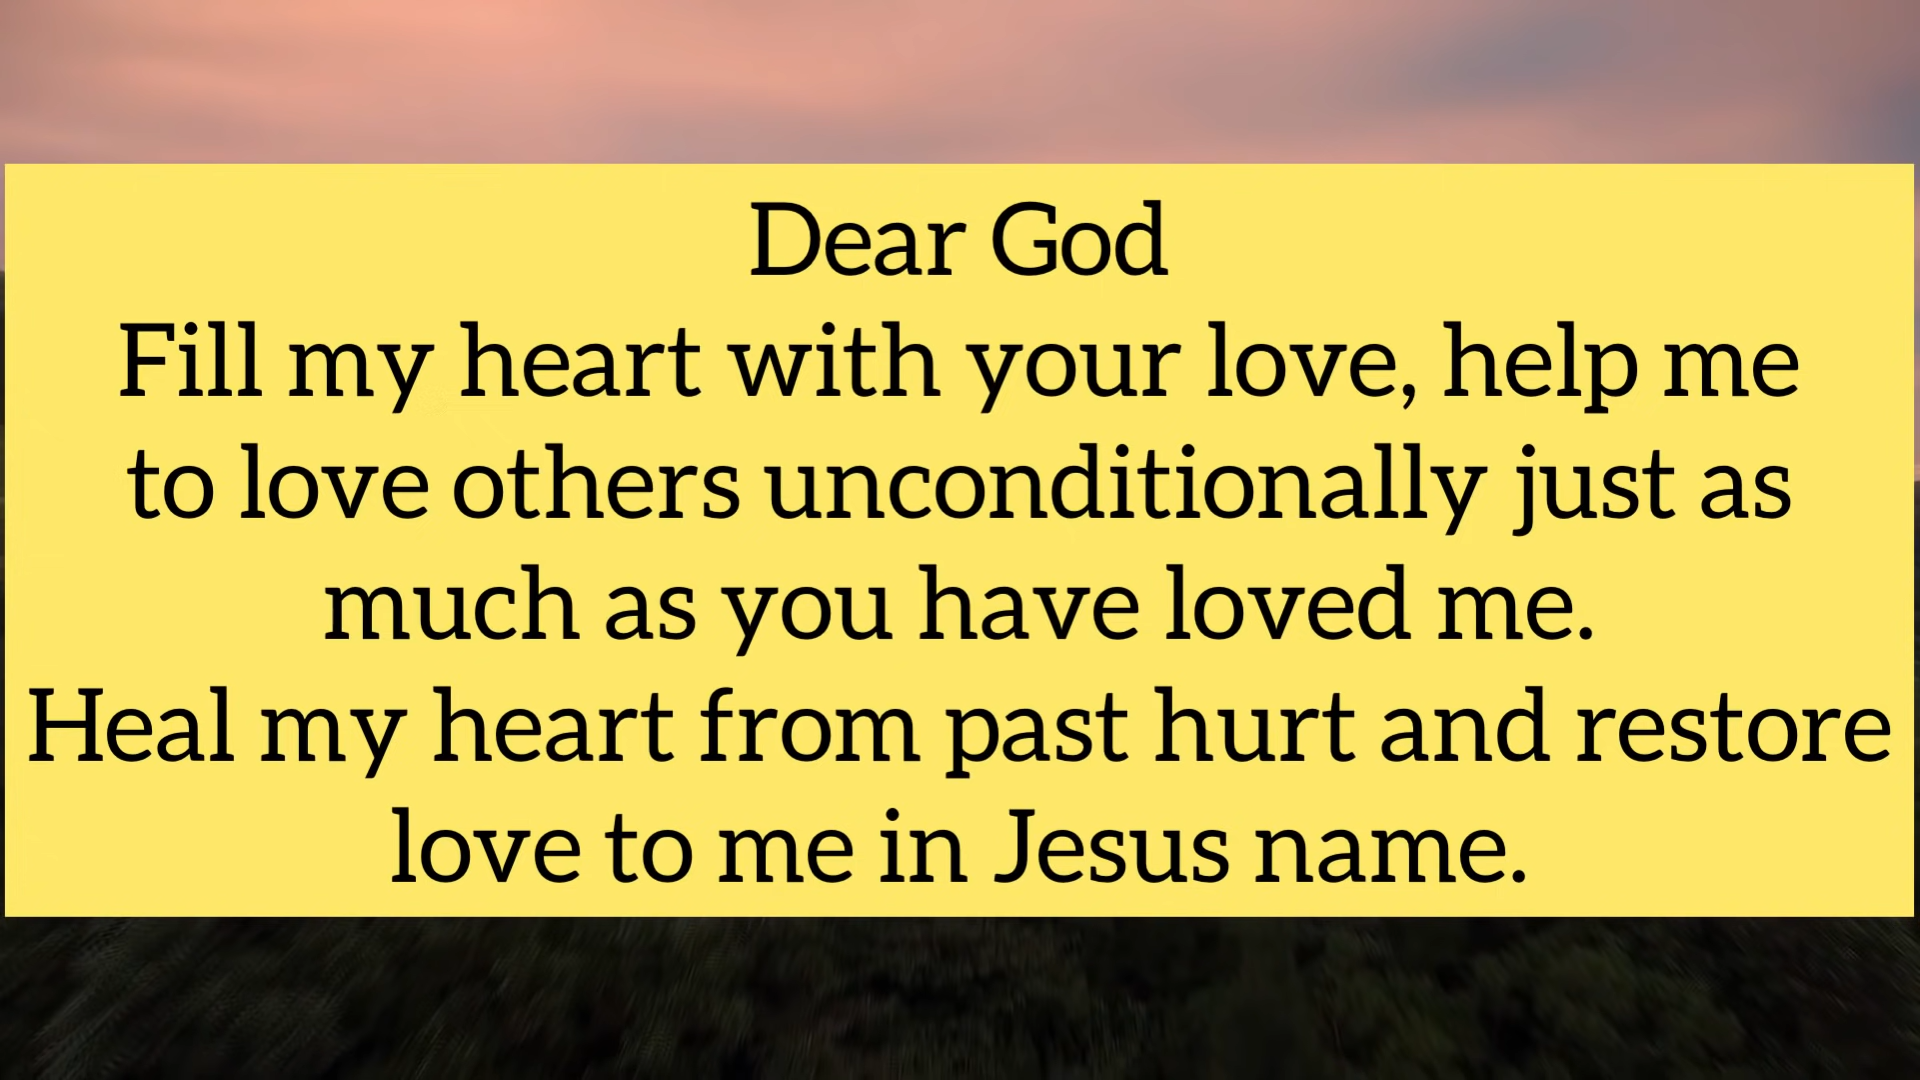 Dear God
Fill my heart with your love, help me
to love others unconditionally just as
much as you have loved me.
Heal my heart from past hurt and restore
love to me in Jesus name.